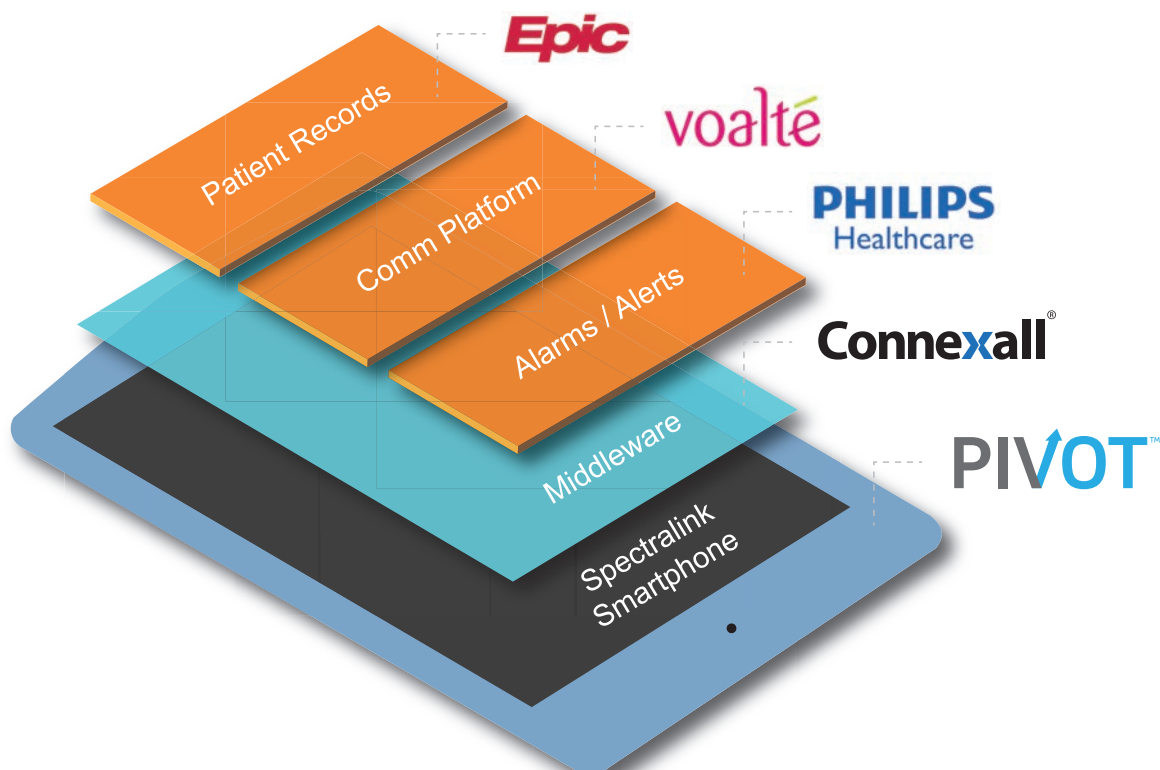 Epic
Patient Records
voalté
Comm Platform
PHILIPS
Healthcare
Alarms / Alerts
Connexall®
Middleware
PIVOT™
Spectralink
Smartphone